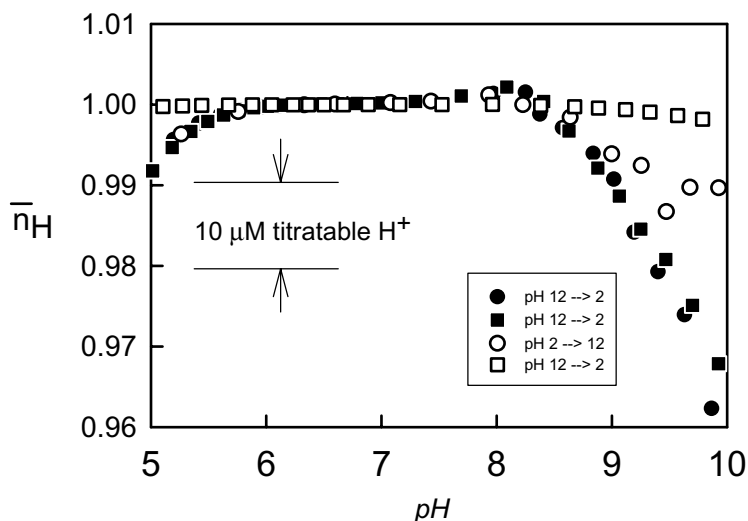 1.01
1.00
0.99
0.98
0.97
0.96
n̅H
10 μM titratable H⁺
pH 12 --> 2
pH 12 --> 2
pH 2 --> 12
pH 12 --> 2
5 6 7 8 9 10
pH